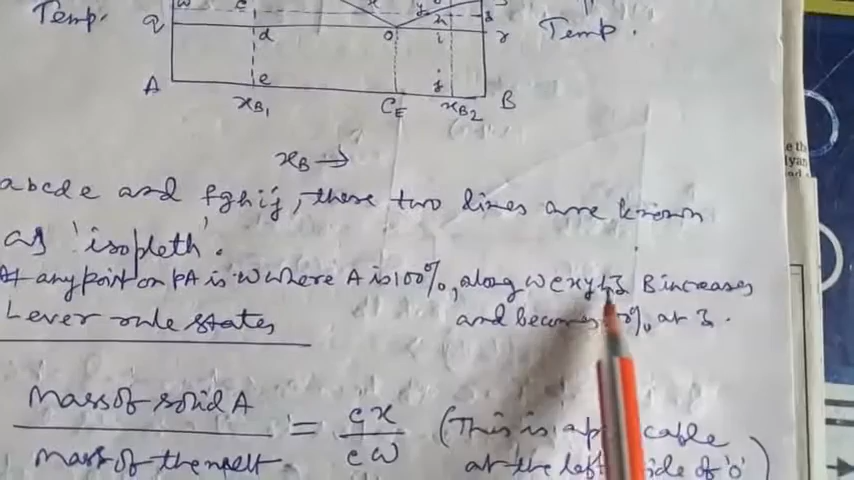 w c x y h z
Temp. q d o i r Temp.
A e j B
xB1 CE xB2
xB →
abcde and fghij, these two lines are known
as 'isopleth'.
At any point on PA is w where A is 100%, along wcxyhz B increases
Lever rule states and becomes % at z.
Mass of solid A / Mass of the melt = cx / cw (This is applicable
at the left side of 'o')